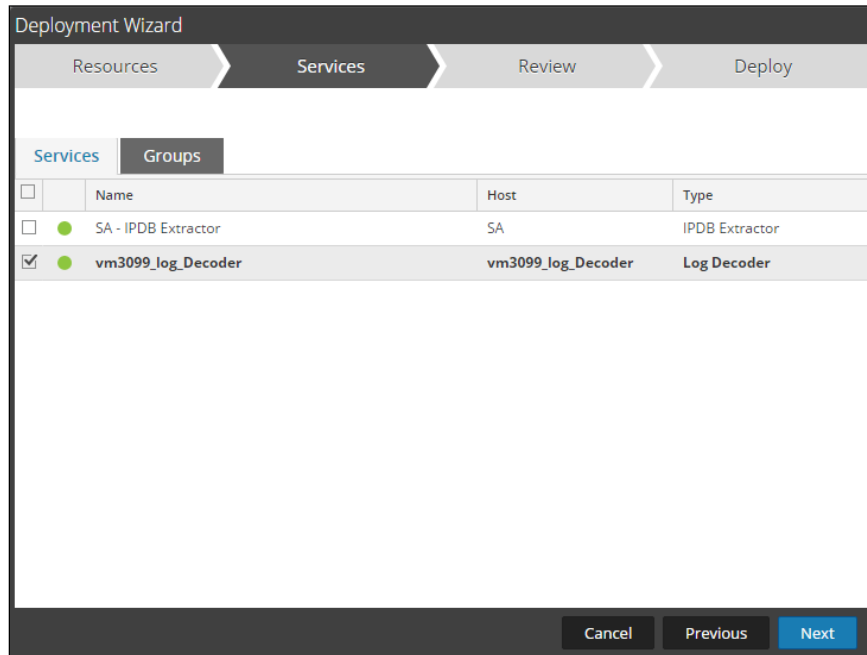 Deployment Wizard
Resources Services Review Deploy
Services Groups
Name Host Type
SA - IPDB Extractor SA IPDB Extractor
vm3099_log_Decoder vm3099_log_Decoder Log Decoder
Cancel Previous Next